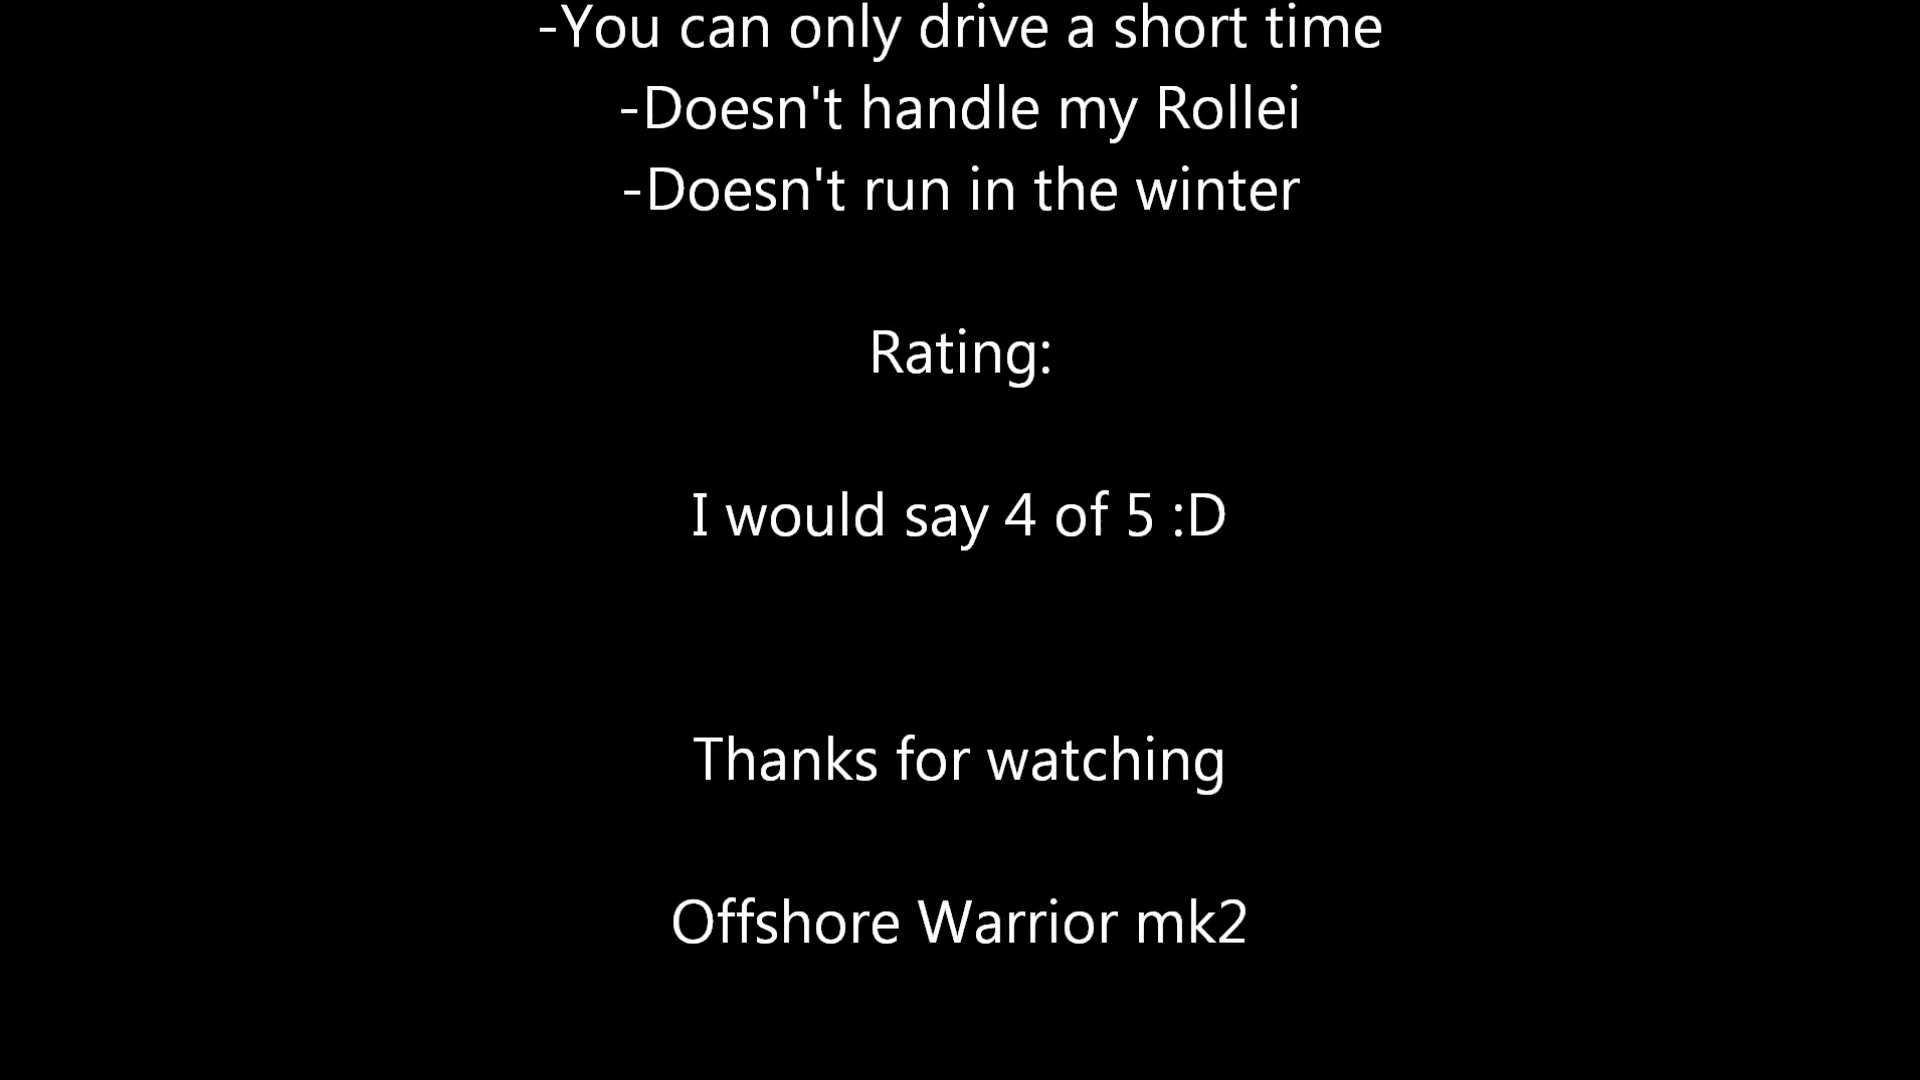 -You can only drive a short time
-Doesn't handle my Rollei
-Doesn't run in the winter
Rating:
I would say 4 of 5 :D
Thanks for watching
Offshore Warrior mk2